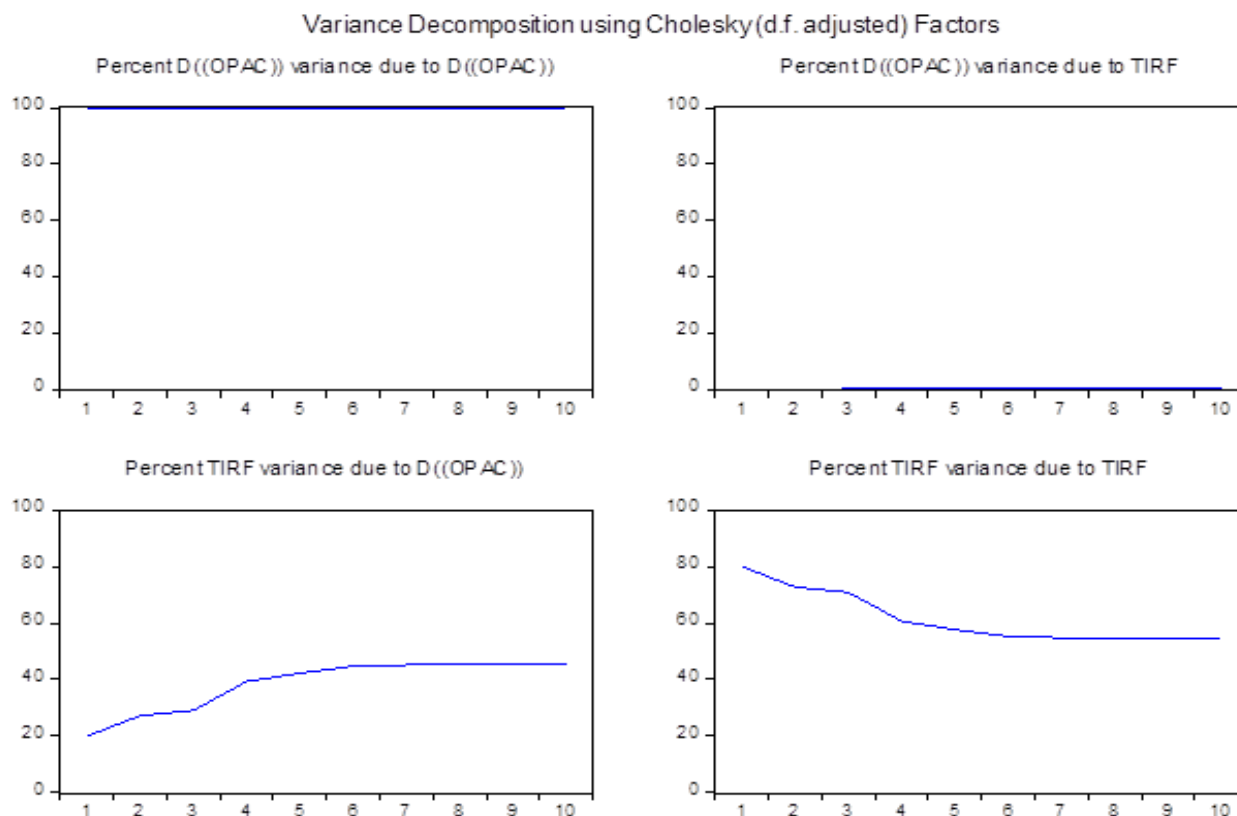 Variance Decomposition using Cholesky (d.f. adjusted) Factors
Percent D((OPAC)) variance due to D((OPAC))
100
80
60
40
20
0
1 2 3 4 5 6 7 8 9 10
Percent D((OPAC)) variance due to TIRF
100
80
60
40
20
0
1 2 3 4 5 6 7 8 9 10
Percent TIRF variance due to D((OPAC))
100
80
60
40
20
0
1 2 3 4 5 6 7 8 9 10
Percent TIRF variance due to TIRF
100
80
60
40
20
0
1 2 3 4 5 6 7 8 9 10